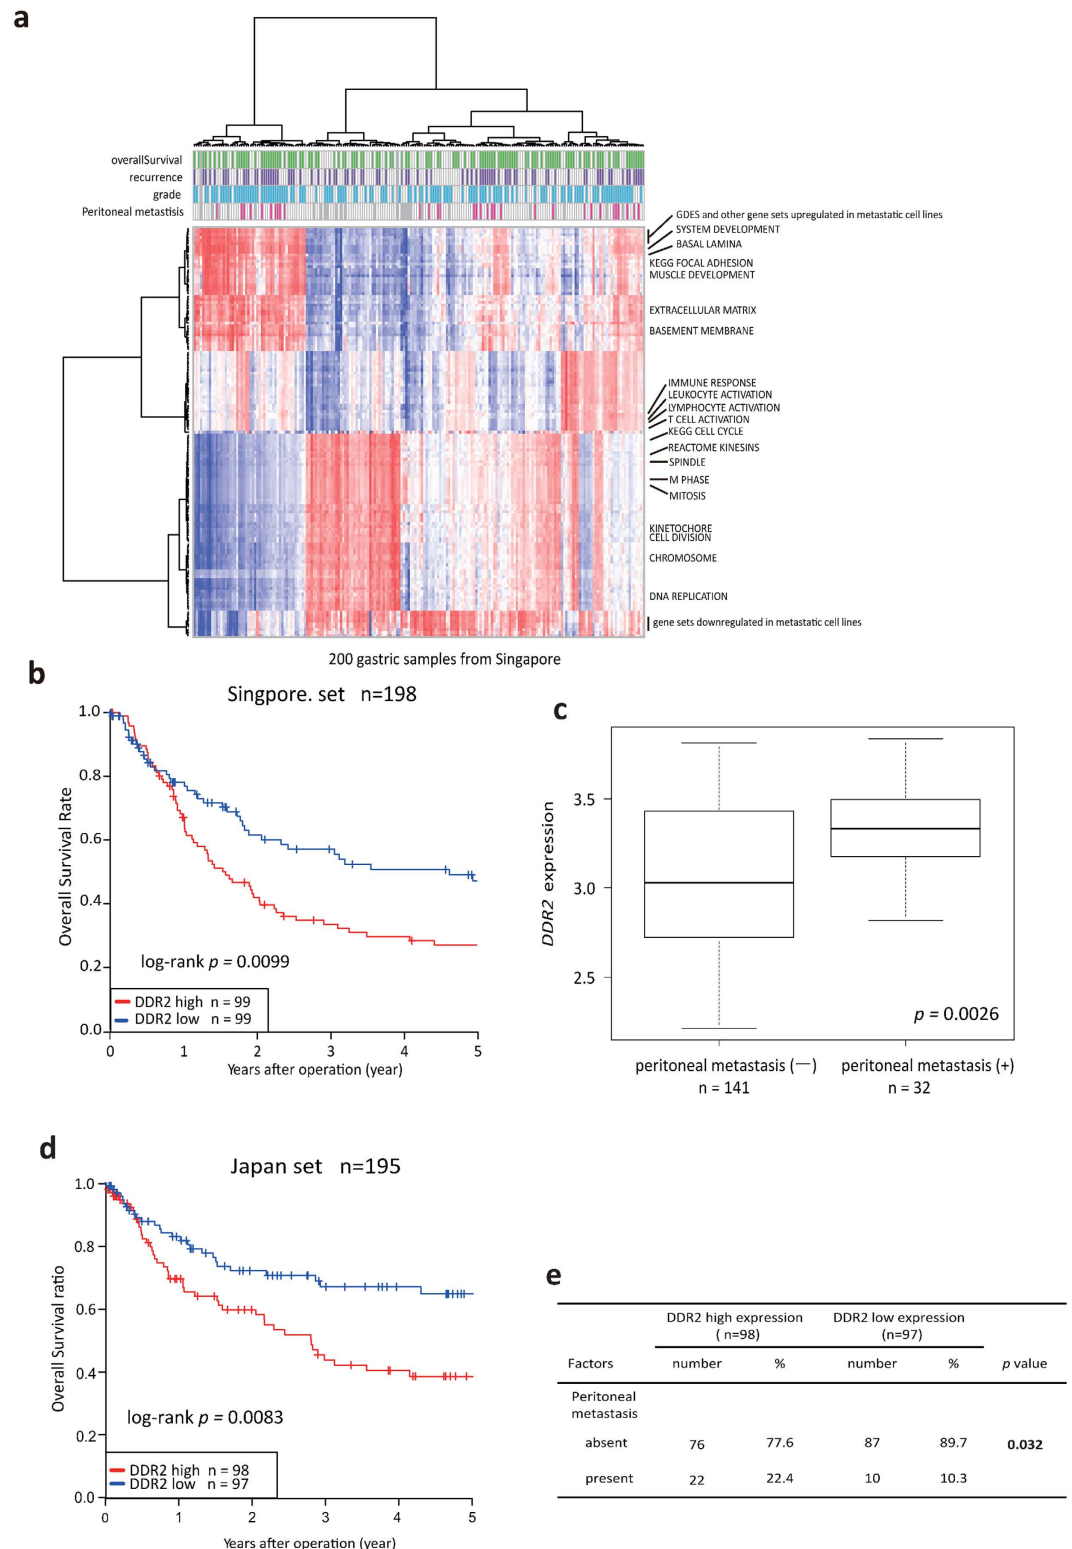 a
overallSurvival
recurrence
grade
Peritoneal metastisis
GDES and other gene sets upregulated in metastatic cell lines
SYSTEM DEVELOPMENT
BASAL LAMINA
KEGG FOCAL ADHESION
MUSCLE DEVELOPMENT
EXTRACELLULAR MATRIX
BASEMENT MEMBRANE
IMMUNE RESPONSE
LEUKOCYTE ACTIVATION
LYMPHOCYTE ACTIVATION
T CELL ACTIVATION
KEGG CELL CYCLE
REACTOME KINESINS
SPINDLE
M PHASE
MITOSIS
KINETOCHORE
CELL DIVISION
CHROMOSOME
DNA REPLICATION
gene sets downregulated in metastatic cell lines
200 gastric samples from Singapore
b
Singpore. set n=198
1.0
0.8
0.6
0.4
0.2
0.0
Overall Survival Rate
log-rank p = 0.0099
DDR2 high n = 99
DDR2 low n = 99
0 1 2 3 4 5
Years after operation (year)
c
3.5
3.0
2.5
DDR2 expression
p = 0.0026
peritoneal metastasis (—) peritoneal metastasis (+)
n = 141 n = 32
d
Japan set n=195
1.0
0.8
0.6
0.4
0.2
0.0
Overall Survival ratio
log-rank p = 0.0083
DDR2 high n = 98
DDR2 low n = 97
0 1 2 3 4 5
Years after operation (year)
e
DDR2 high expression DDR2 low expression
( n=98) (n=97)
Factors number % number % p value
Peritoneal
metastasis
absent 76 77.6 87 89.7 0.032
present 22 22.4 10 10.3